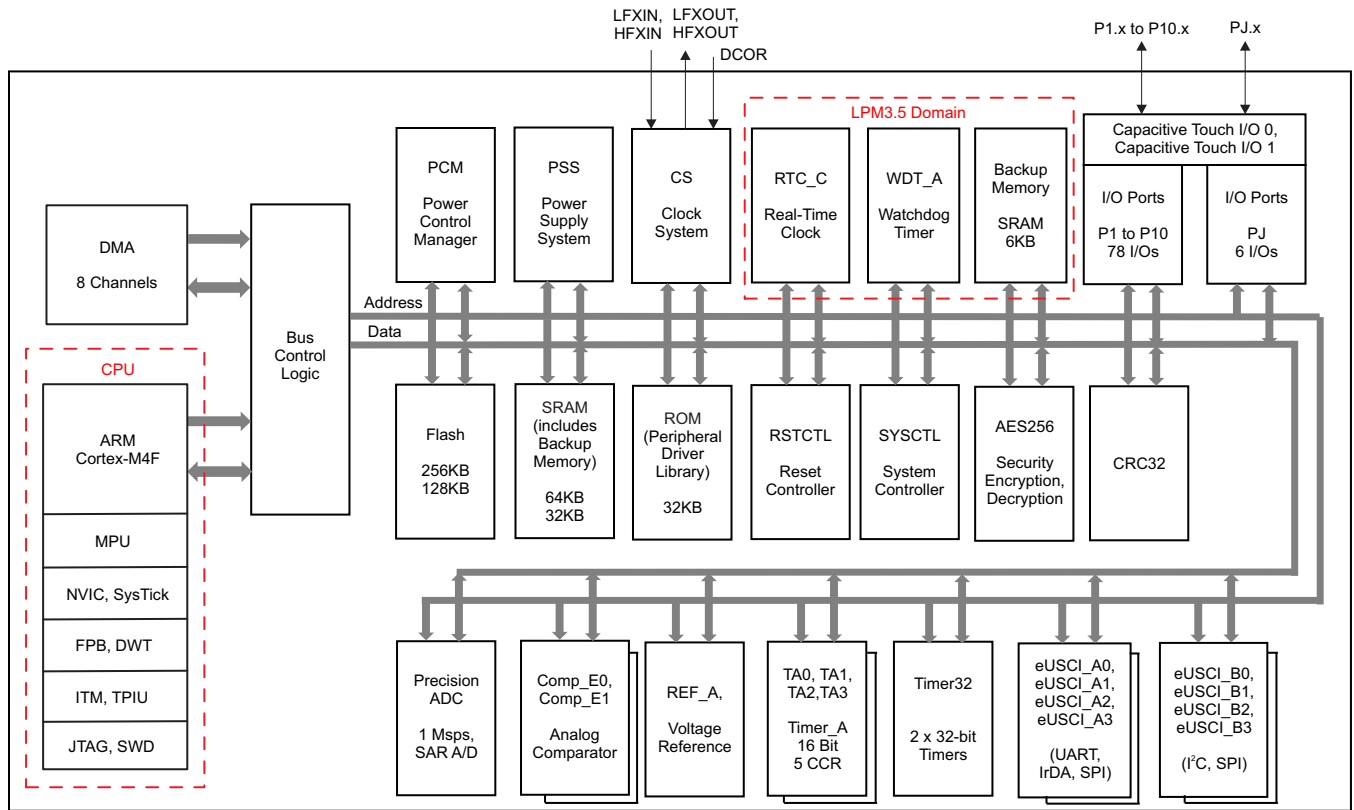 LFXIN,
HFXIN
LFXOUT,
HFXOUT
DCOR
P1.x to P10.x
PJ.x
LPM3.5 Domain
Capacitive Touch I/O 0,
Capacitive Touch I/O 1
PCM
Power
Control
Manager
PSS
Power
Supply
System
CS
Clock
System
RTC_C
Real-Time
Clock
WDT_A
Watchdog
Timer
Backup
Memory
SRAM
6KB
I/O Ports
P1 to P10
78 I/Os
I/O Ports
PJ
6 I/Os
DMA
8 Channels
Bus
Control
Logic
Address
Data
CPU
ARM
Cortex-M4F
MPU
NVIC, SysTick
FPB, DWT
ITM, TPIU
JTAG, SWD
Flash
256KB
128KB
SRAM
(includes
Backup
Memory)
64KB
32KB
ROM
(Peripheral
Driver
Library)
32KB
RSTCTL
Reset
Controller
SYSCTL
System
Controller
AES256
Security
Encryption,
Decryption
CRC32
Precision
ADC
1 Msps,
SAR A/D
Comp_E0,
Comp_E1
Analog
Comparator
REF_A,
Voltage
Reference
TA0, TA1,
TA2,TA3
Timer_A
16 Bit
5 CCR
Timer32
2 x 32-bit
Timers
eUSCI_A0,
eUSCI_A1,
eUSCI_A2,
eUSCI_A3
(UART,
IrDA, SPI)
eUSCI_B0,
eUSCI_B1,
eUSCI_B2,
eUSCI_B3
(I²C, SPI)